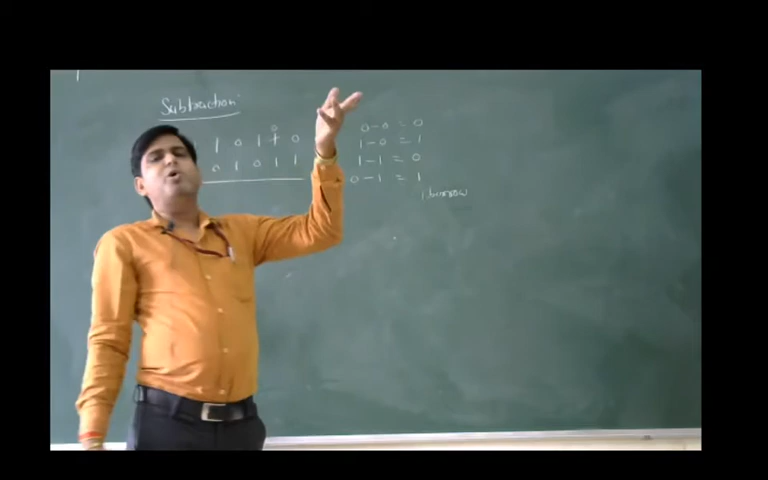 Subtraction
0
1 0 1 1 0
0 1 0 1 1
0 - 0 = 0
1 - 0 = 1
1 - 1 = 0
0 - 1 = 1
1 borrow